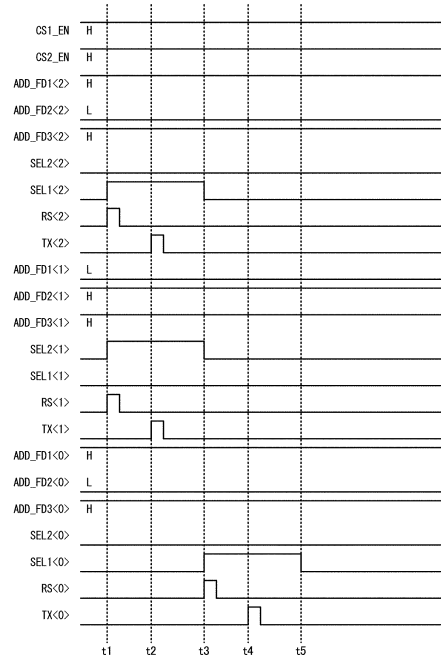 CS1_EN H
CS2_EN H
ADD_FD1<2> H
ADD_FD2<2> L
ADD_FD3<2> H
SEL2<2>
SEL1<2>
RS<2>
TX<2>
ADD_FD1<1> L
ADD_FD2<1> H
ADD_FD3<1> H
SEL2<1>
SEL1<1>
RS<1>
TX<1>
ADD_FD1<0> H
ADD_FD2<0> L
ADD_FD3<0> H
SEL2<0>
SEL1<0>
RS<0>
TX<0>
t1 t2 t3 t4 t5